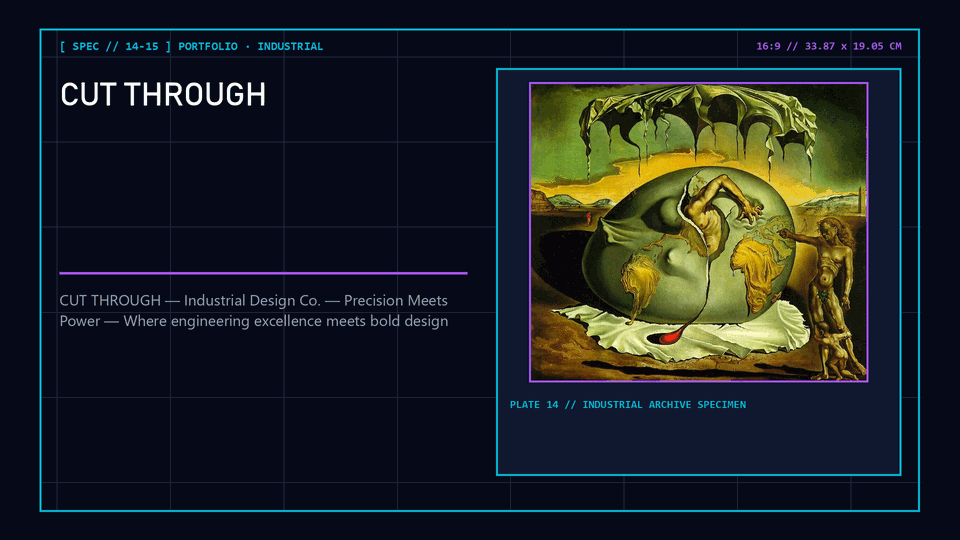 [ SPEC // 14-15 ] PORTFOLIO · INDUSTRIAL
16:9 // 33.87 x 19.05 CM
CUT THROUGH
CUT THROUGH — Industrial Design Co. — Precision Meets
Power — Where engineering excellence meets bold design
PLATE 14 // INDUSTRIAL ARCHIVE SPECIMEN